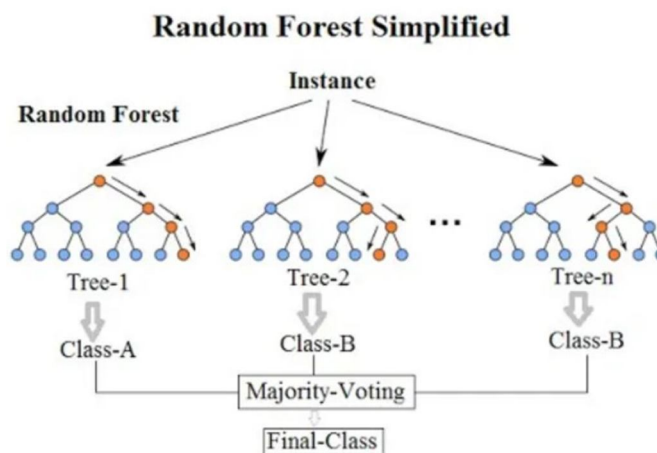 Random Forest Simplified
Instance
Random Forest
...
Tree-1 Tree-2 Tree-n
Class-A Class-B Class-B
Majority-Voting
Final-Class